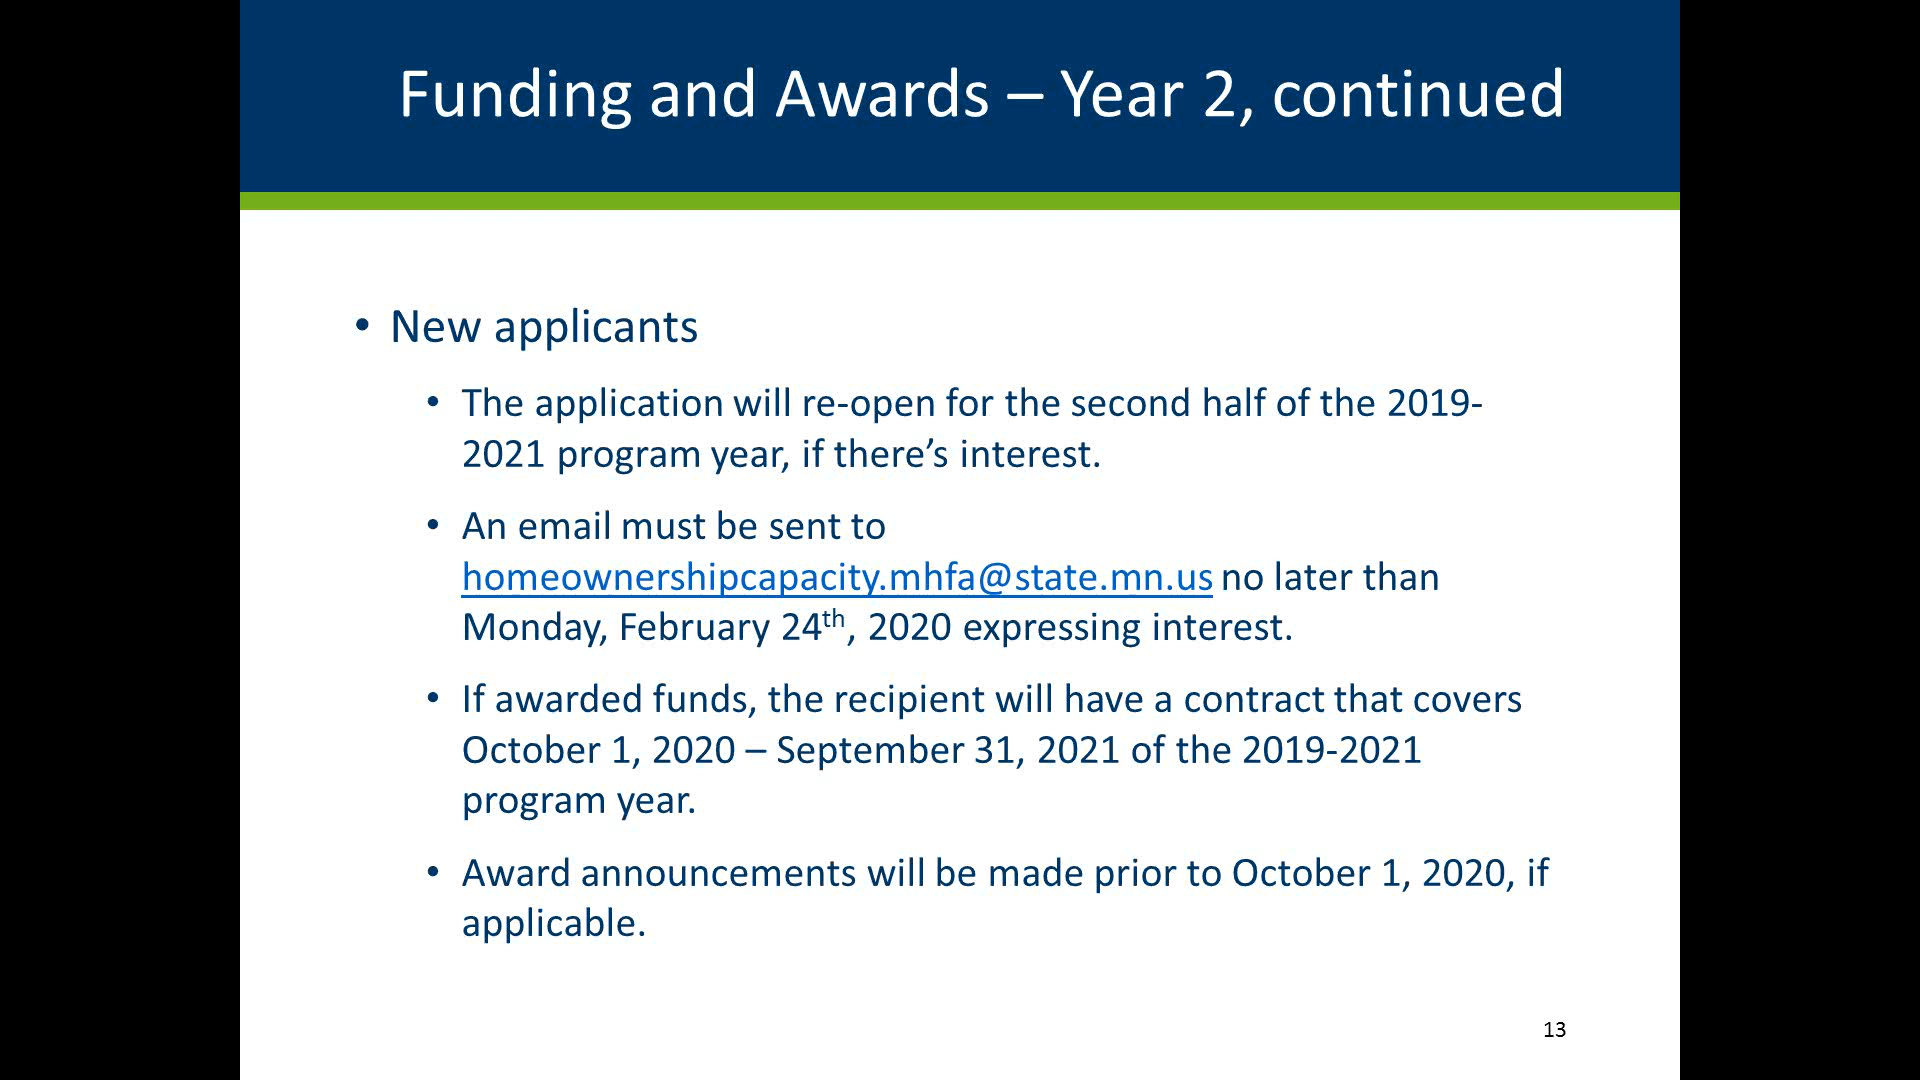 Funding and Awards – Year 2, continued
• New applicants
• The application will re-open for the second half of the 2019-
2021 program year, if there’s interest.
• An email must be sent to
homeownershipcapacity.mhfa@state.mn.us no later than
Monday, February 24th, 2020 expressing interest.
• If awarded funds, the recipient will have a contract that covers
October 1, 2020 – September 31, 2021 of the 2019-2021
program year.
• Award announcements will be made prior to October 1, 2020, if
applicable.
13